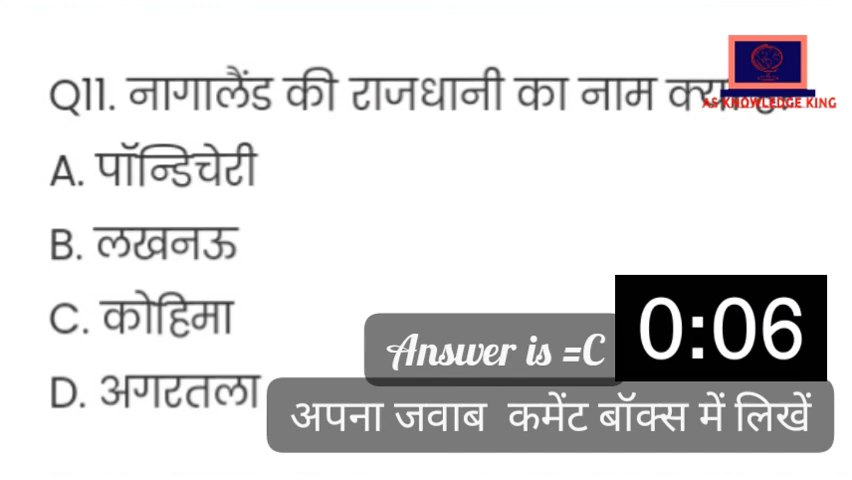 Q11. नागालैंड की राजधानी का नाम क्या
AS KNOWLEDGE KING
A. पॉन्डिचेरी
B. लखनऊ
C. कोहिमा
D. अगरतला
Answer is =C
0:06
अपना जवाब कमेंट बॉक्स में लिखें